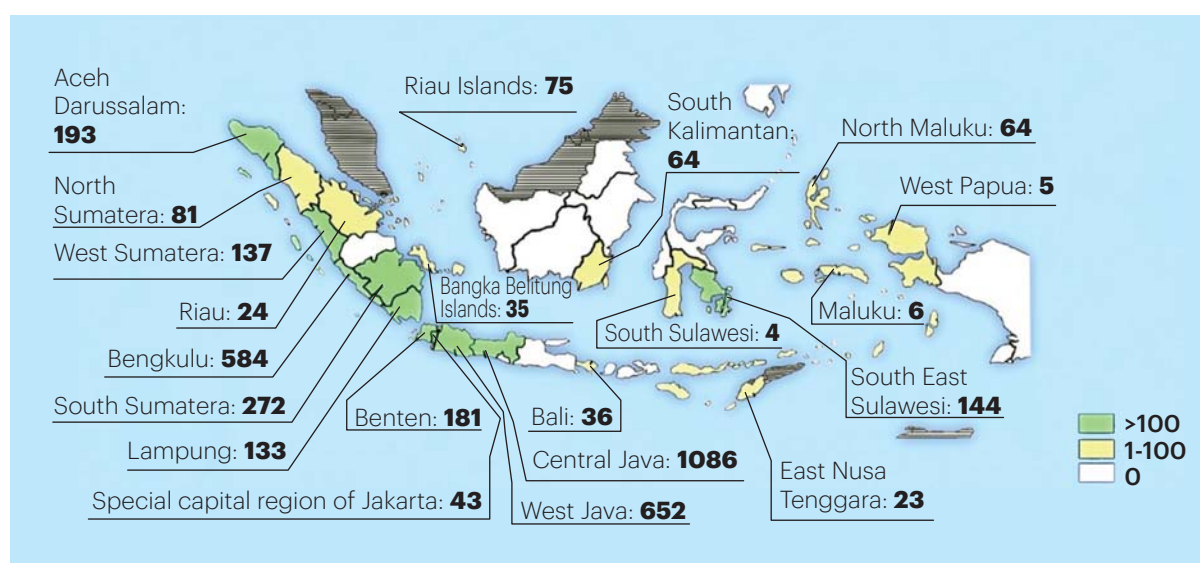 Aceh
Darussalam:
193
Riau Islands: 75
South
Kalimantan:
64
North Maluku: 64
West Papua: 5
North
Sumatera: 81
West Sumatera: 137
Bangka Belitung
Islands: 35
Riau: 24
South Sulawesi: 4
Maluku: 6
Bengkulu: 584
South East
Sulawesi: 144
South Sumatera: 272
Benten: 181
Bali: 36
Lampung: 133
Central Java: 1086
East Nusa
Tenggara: 23
Special capital region of Jakarta: 43
West Java: 652
>100
1-100
0